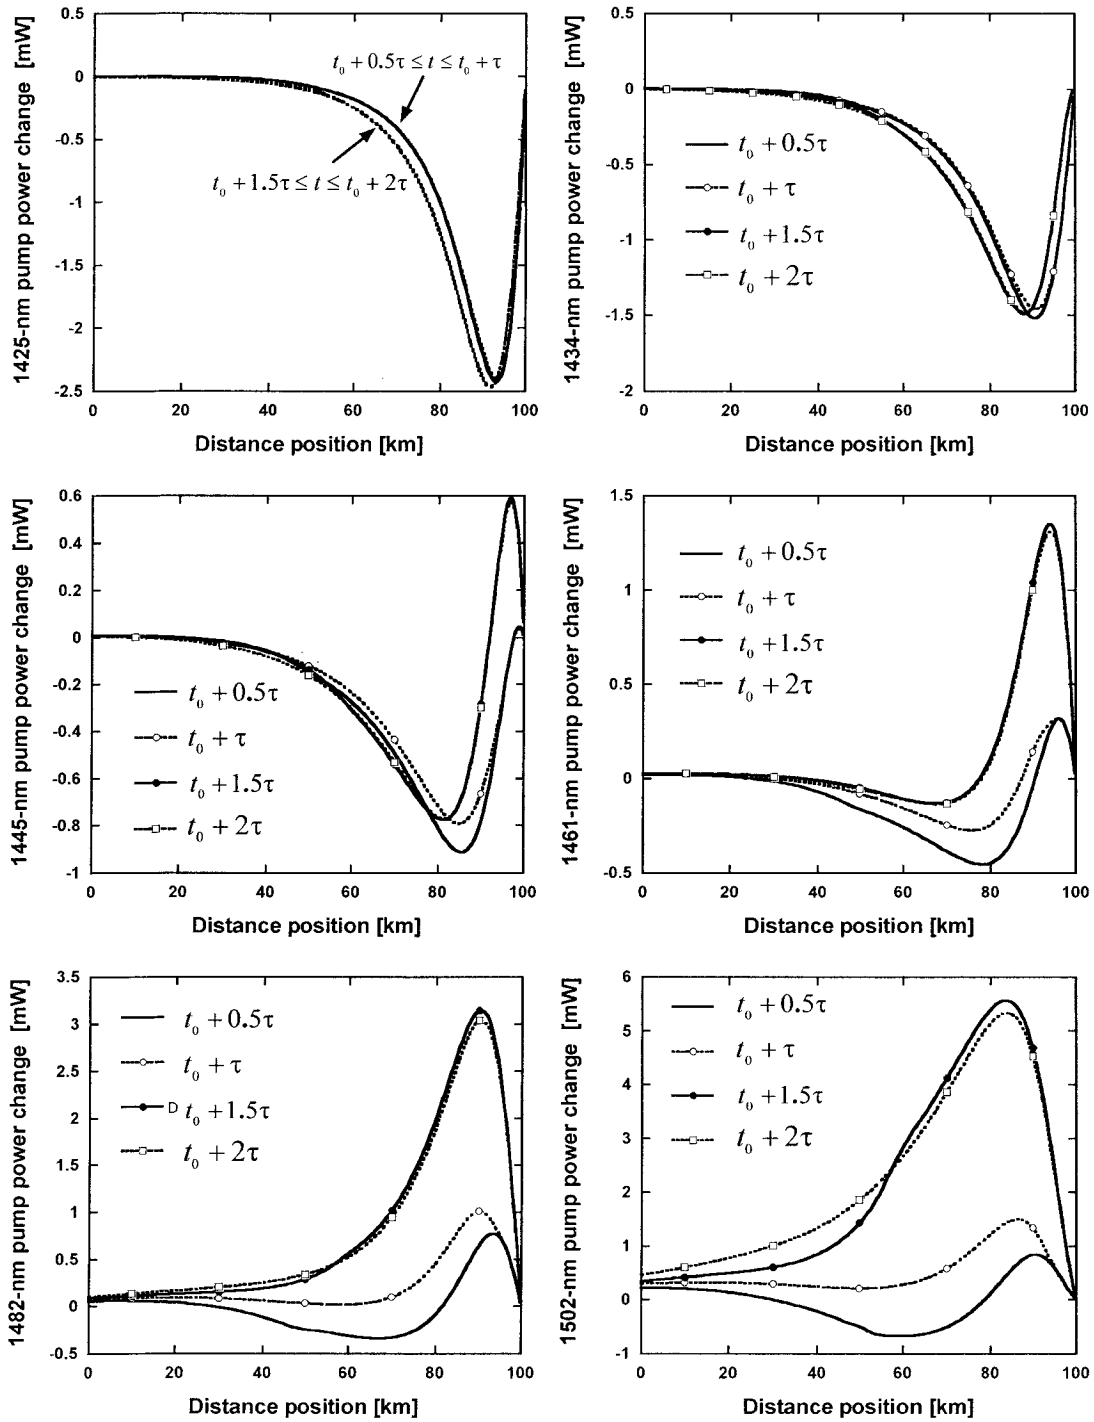 1425-nm pump power change [mW]
0.5
0
-0.5
-1
-1.5
-2
-2.5
t₀ + 0.5τ ≤ t ≤ t₀ + τ
t₀ + 1.5τ ≤ t ≤ t₀ + 2τ
0 20 40 60 80 100
Distance position [km]
1434-nm pump power change [mW]
0.5
0
-0.5
-1
-1.5
-2
t₀ + 0.5τ
t₀ + τ
t₀ + 1.5τ
t₀ + 2τ
0 20 40 60 80 100
Distance position [km]
1445-nm pump power change [mW]
0.6
0.4
0.2
0
-0.2
-0.4
-0.6
-0.8
-1
t₀ + 0.5τ
t₀ + τ
t₀ + 1.5τ
t₀ + 2τ
0 20 40 60 80 100
Distance position [km]
1461-nm pump power change [mW]
1.5
1
0.5
0
-0.5
t₀ + 0.5τ
t₀ + τ
t₀ + 1.5τ
t₀ + 2τ
0 20 40 60 80 100
Distance position [km]
1482-nm pump power change [mW]
3.5
3
2.5
2
1.5
1
0.5
0
-0.5
t₀ + 0.5τ
t₀ + τ
D t₀ + 1.5τ
t₀ + 2τ
0 20 40 60 80 100
Distance position [km]
1502-nm pump power change [mW]
6
5
4
3
2
1
0
-1
t₀ + 0.5τ
t₀ + τ
t₀ + 1.5τ
t₀ + 2τ
0 20 40 60 80 100
Distance position [km]